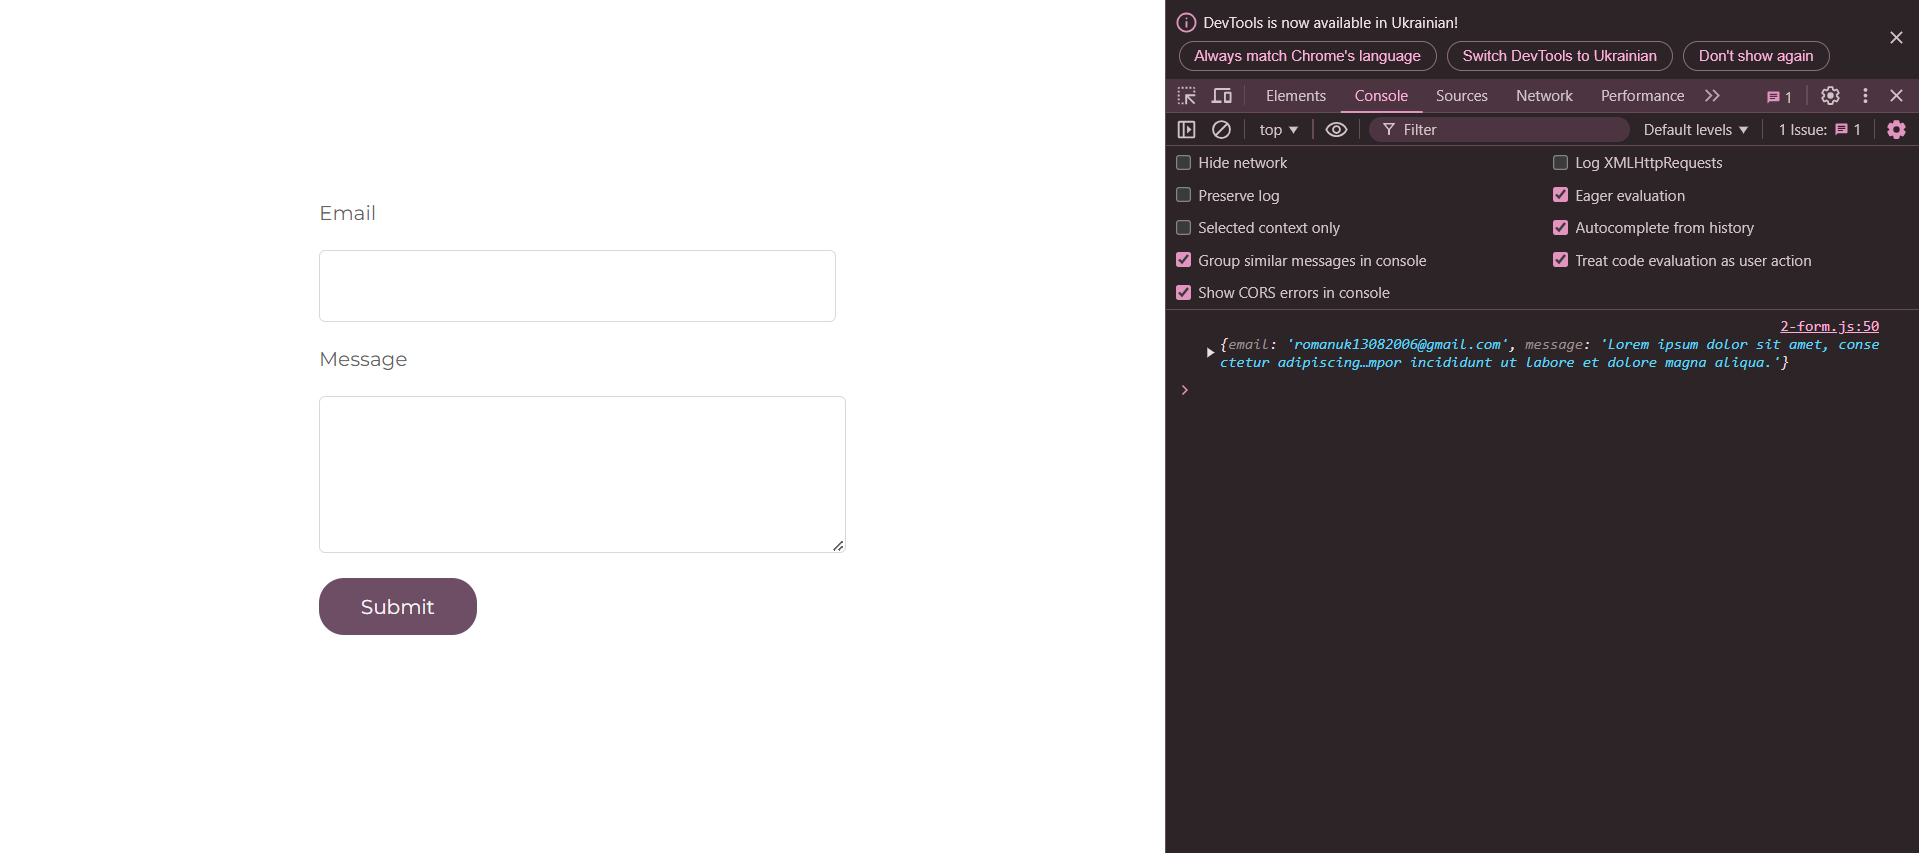 Email
Message
Submit
DevTools is now available in Ukrainian!
Always match Chrome's language Switch DevTools to Ukrainian Don't show again
Elements Console Sources Network Performance 1
top Filter Default levels 1 Issue: 1
Hide network Log XMLHttpRequests
Preserve log Eager evaluation
Selected context only Autocomplete from history
Group similar messages in console Treat code evaluation as user action
Show CORS errors in console
2-form.js:50
{email: 'romanuk13082006@gmail.com', message: 'Lorem ipsum dolor sit amet, conse
ctetur adipiscing…mpor incididunt ut labore et dolore magna aliqua.'}